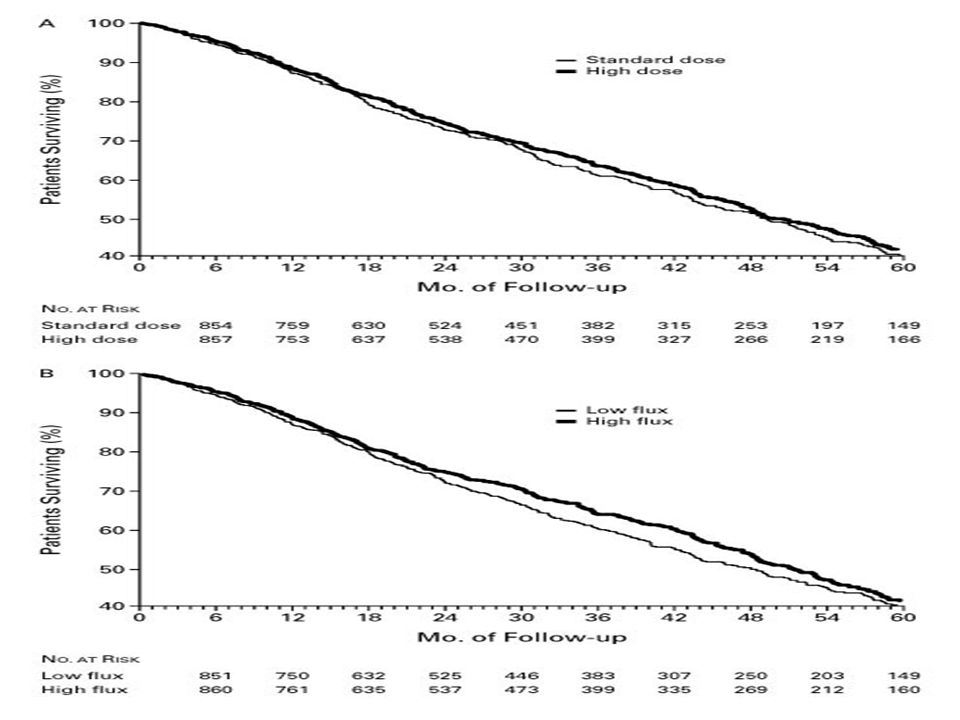 A
100
90
80
70
60
50
40
Patients Surviving (%)
Standard dose
High dose
0 6 12 18 24 30 36 42 48 54 60
Mo. of Follow-up
No. at Risk
Standard dose 854 759 630 524 451 382 315 253 197 149
High dose 857 753 637 538 470 399 327 266 219 166
B
100
90
80
70
60
50
40
Patients Surviving (%)
Low flux
High flux
0 6 12 18 24 30 36 42 48 54 60
Mo. of Follow-up
No. at Risk
Low flux 851 750 632 525 446 383 307 250 203 149
High flux 860 761 635 537 473 399 335 269 212 160